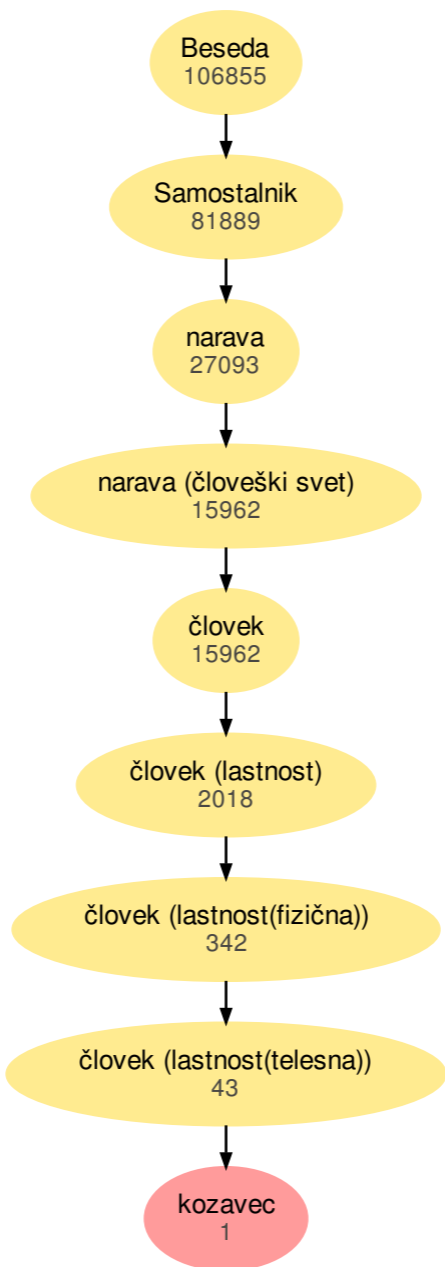 Beseda
106855
Samostalnik
81889
narava
27093
narava (človeški svet)
15962
človek
15962
človek (lastnost)
2018
človek (lastnost(fizična))
342
človek (lastnost(telesna))
43
kozavec
1